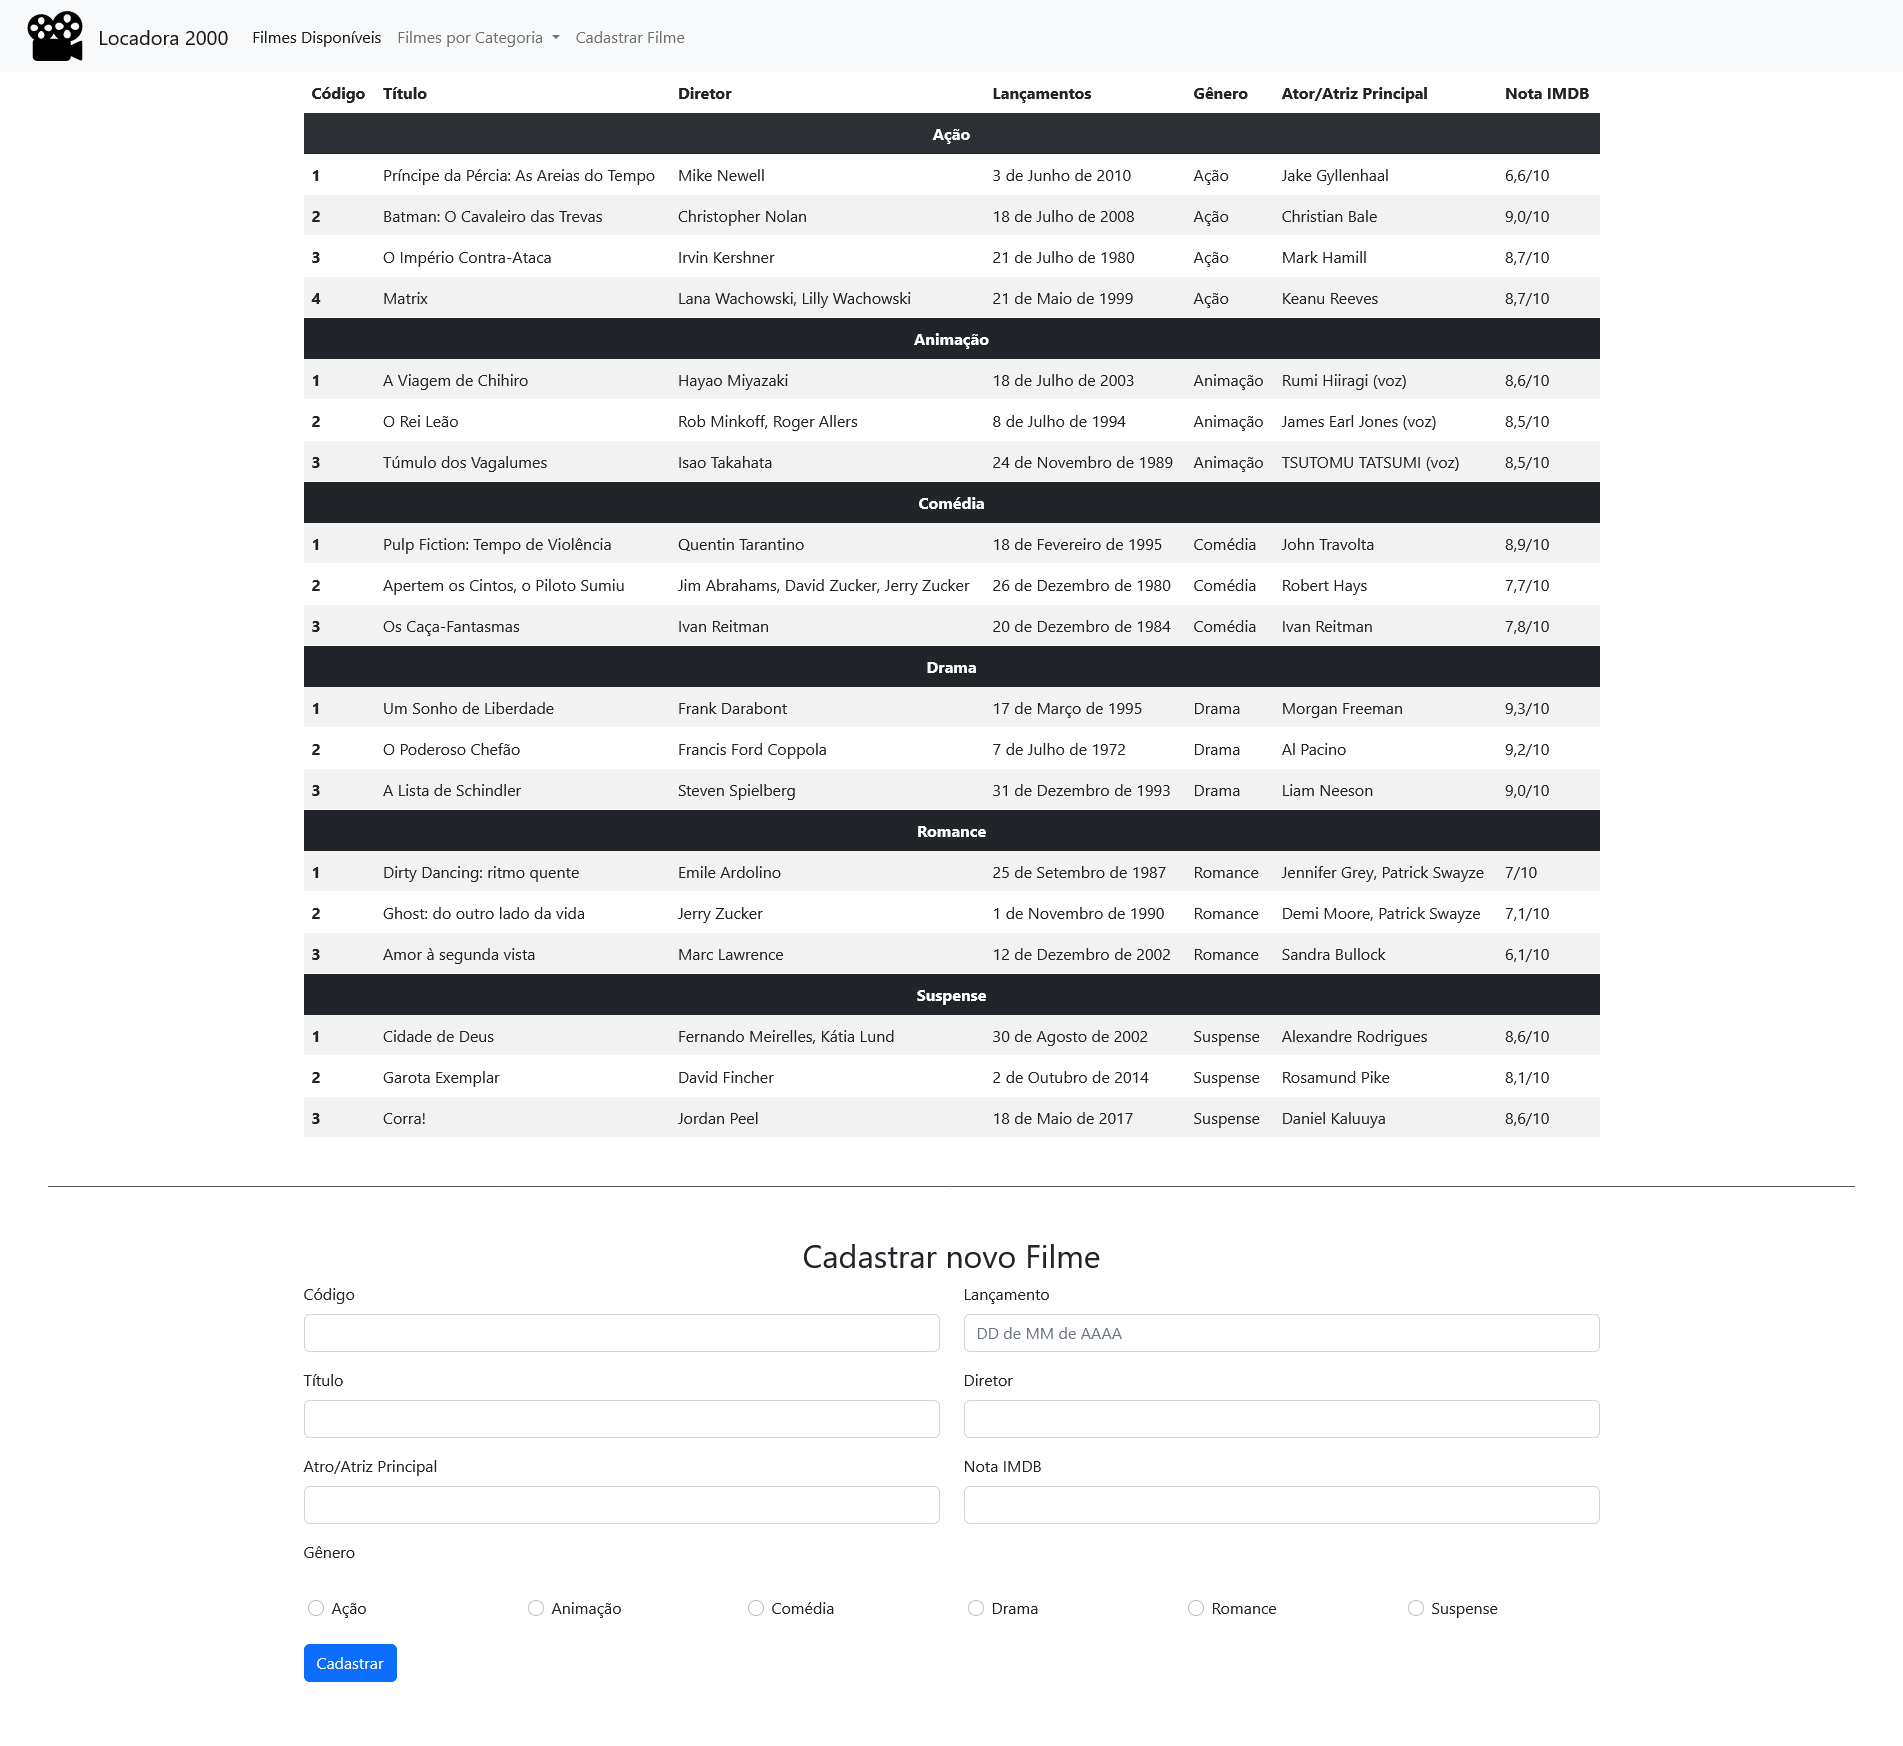 Locadora 2000 Filmes Disponíveis Filmes por Categoria Cadastrar Filme
Código Título Diretor Lançamentos Gênero Ator/Atriz Principal Nota IMDB
Ação
1 Príncipe da Pércia: As Areias do Tempo Mike Newell 3 de Junho de 2010 Ação Jake Gyllenhaal 6,6/10
2 Batman: O Cavaleiro das Trevas Christopher Nolan 18 de Julho de 2008 Ação Christian Bale 9,0/10
3 O Império Contra-Ataca Irvin Kershner 21 de Julho de 1980 Ação Mark Hamill 8,7/10
4 Matrix Lana Wachowski, Lilly Wachowski 21 de Maio de 1999 Ação Keanu Reeves 8,7/10
Animação
1 A Viagem de Chihiro Hayao Miyazaki 18 de Julho de 2003 Animação Rumi Hiiragi (voz) 8,6/10
2 O Rei Leão Rob Minkoff, Roger Allers 8 de Julho de 1994 Animação James Earl Jones (voz) 8,5/10
3 Túmulo dos Vagalumes Isao Takahata 24 de Novembro de 1989 Animação TSUTOMU TATSUMI (voz) 8,5/10
Comédia
1 Pulp Fiction: Tempo de Violência Quentin Tarantino 18 de Fevereiro de 1995 Comédia John Travolta 8,9/10
2 Apertem os Cintos, o Piloto Sumiu Jim Abrahams, David Zucker, Jerry Zucker 26 de Dezembro de 1980 Comédia Robert Hays 7,7/10
3 Os Caça-Fantasmas Ivan Reitman 20 de Dezembro de 1984 Comédia Ivan Reitman 7,8/10
Drama
1 Um Sonho de Liberdade Frank Darabont 17 de Março de 1995 Drama Morgan Freeman 9,3/10
2 O Poderoso Chefão Francis Ford Coppola 7 de Julho de 1972 Drama Al Pacino 9,2/10
3 A Lista de Schindler Steven Spielberg 31 de Dezembro de 1993 Drama Liam Neeson 9,0/10
Romance
1 Dirty Dancing: ritmo quente Emile Ardolino 25 de Setembro de 1987 Romance Jennifer Grey, Patrick Swayze 7/10
2 Ghost: do outro lado da vida Jerry Zucker 1 de Novembro de 1990 Romance Demi Moore, Patrick Swayze 7,1/10
3 Amor à segunda vista Marc Lawrence 12 de Dezembro de 2002 Romance Sandra Bullock 6,1/10
Suspense
1 Cidade de Deus Fernando Meirelles, Kátia Lund 30 de Agosto de 2002 Suspense Alexandre Rodrigues 8,6/10
2 Garota Exemplar David Fincher 2 de Outubro de 2014 Suspense Rosamund Pike 8,1/10
3 Corra! Jordan Peel 18 de Maio de 2017 Suspense Daniel Kaluuya 8,6/10
Cadastrar novo Filme
Código Lançamento
DD de MM de AAAA
Título Diretor
Atro/Atriz Principal Nota IMDB
Gênero
Ação Animação Comédia Drama Romance Suspense
Cadastrar